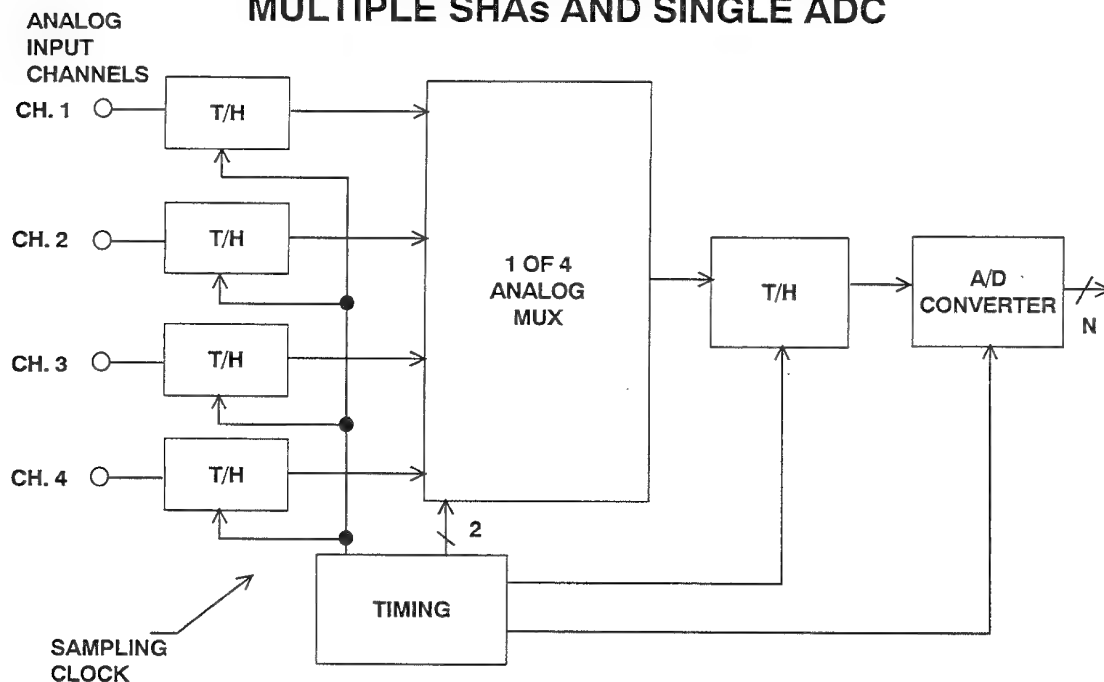 MULTIPLE SHAs AND SINGLE ADC
ANALOG
INPUT
CHANNELS
CH. 1
T/H
CH. 2
T/H
CH. 3
T/H
CH. 4
T/H
1 OF 4
ANALOG
MUX
T/H
A/D
CONVERTER
N
2
TIMING
SAMPLING
CLOCK